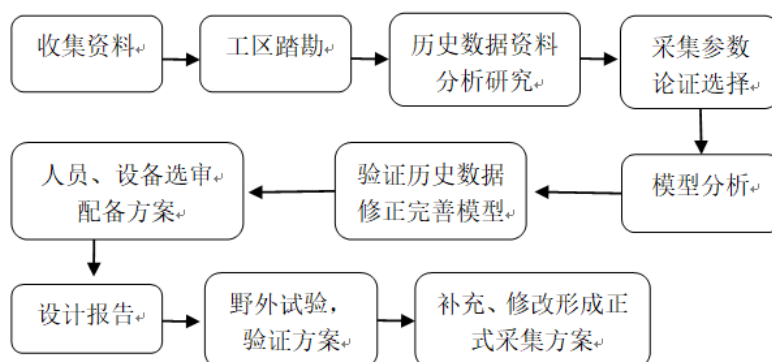 收集资料
工区踏勘
历史数据资料
分析研究
采集参数
论证选择
模型分析
验证历史数据
修正完善模型
人员、设备选审
配备方案
设计报告
野外试验，
验证方案
补充、修改形成正
式采集方案